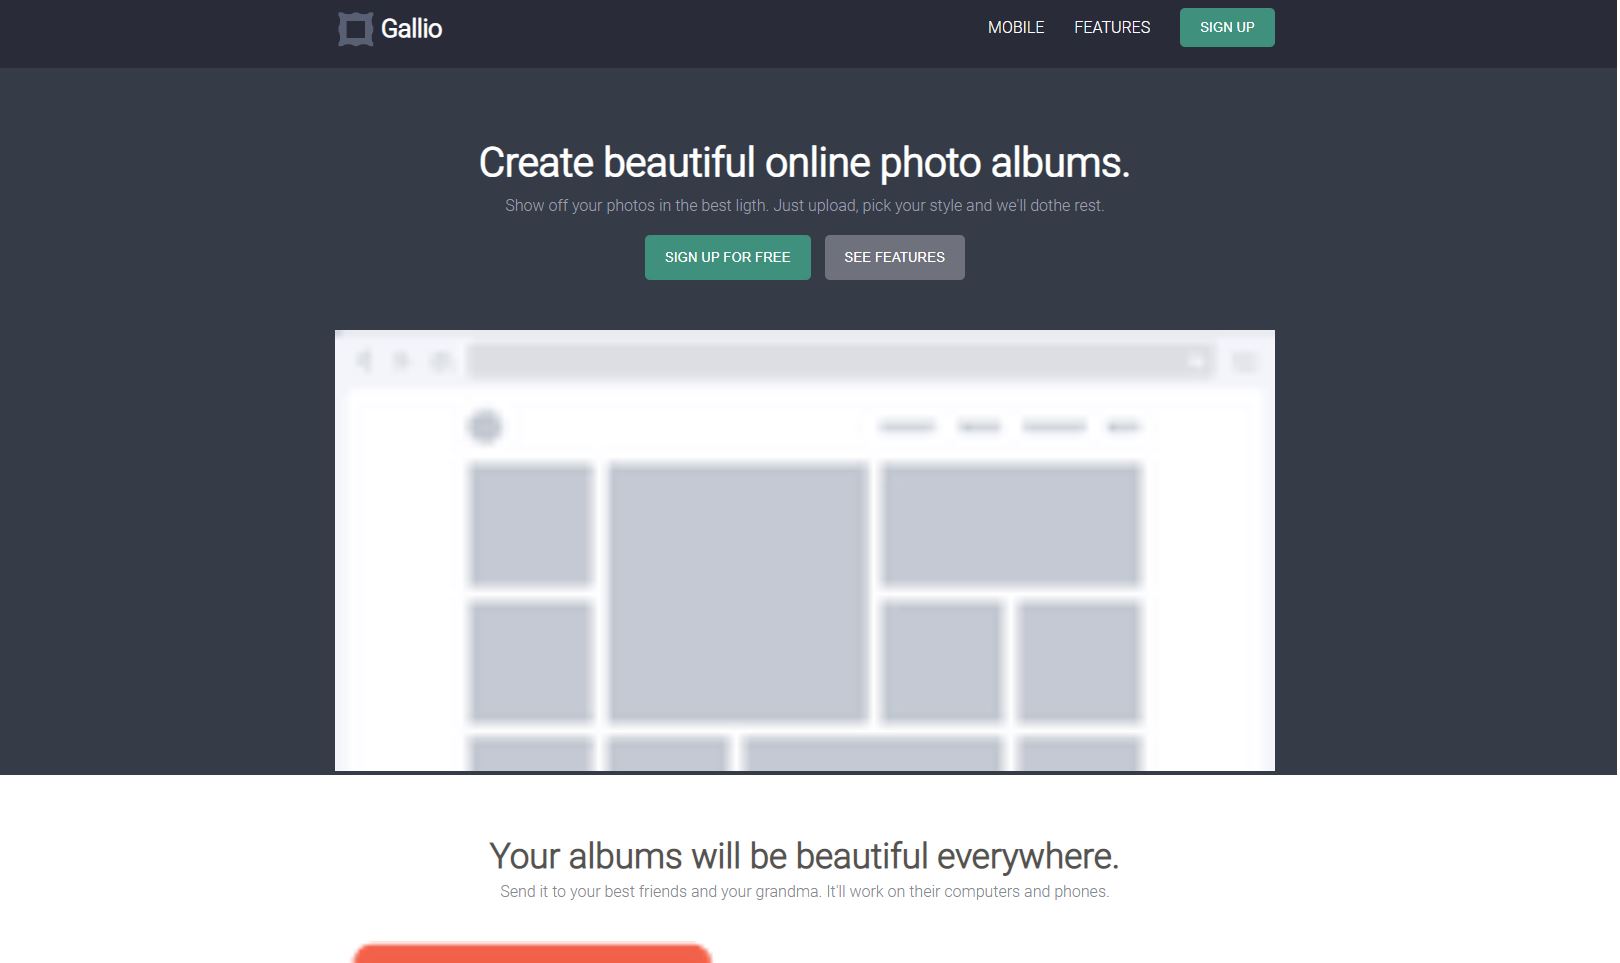 Gallio
MOBILE FEATURES SIGN UP
Create beautiful online photo albums.
Show off your photos in the best ligth. Just upload, pick your style and we'll dothe rest.
SIGN UP FOR FREE SEE FEATURES
Your albums will be beautiful everywhere.
Send it to your best friends and your grandma. It'll work on their computers and phones.